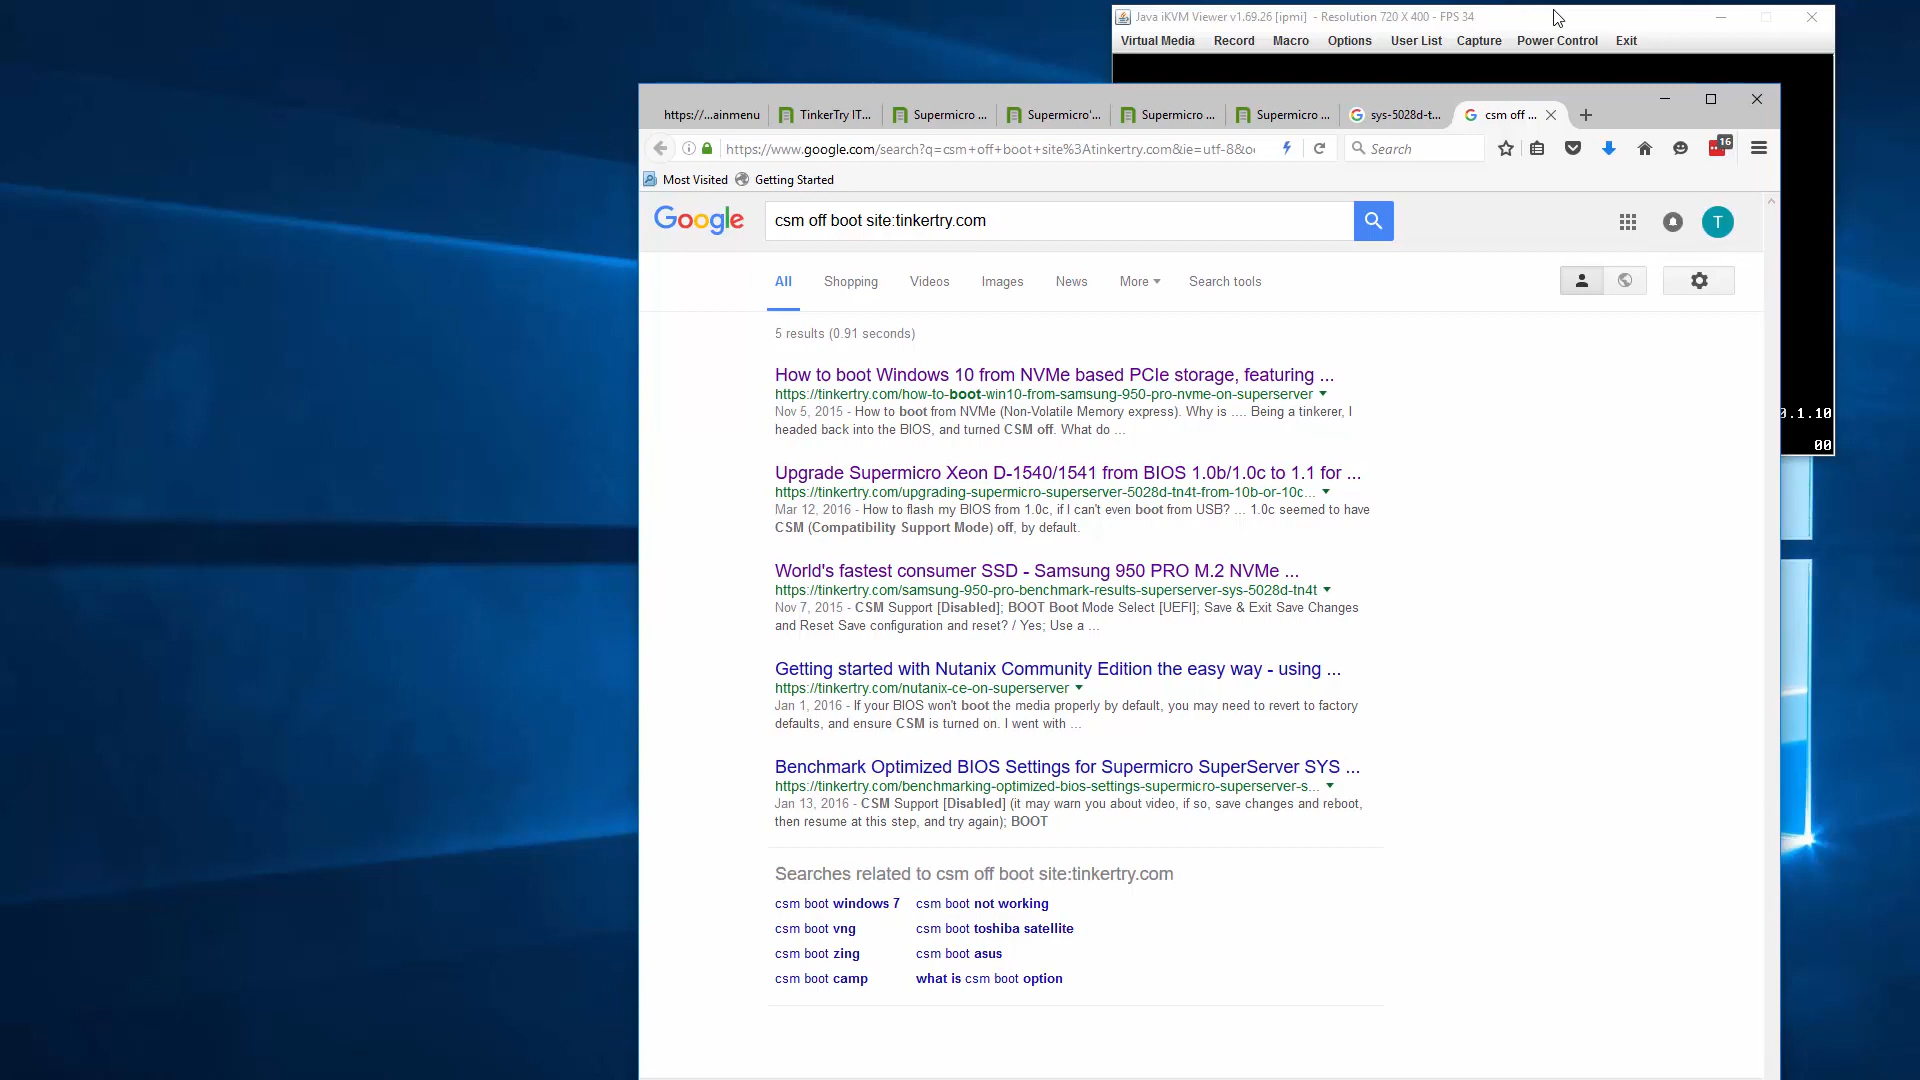 Java iKVM Viewer v1.69.26 [ipmi] - Resolution 720 X 400 - FPS 34
Virtual Media Record Macro Options User List Capture Power Control Exit
https://...ainmenu TinkerTry IT... Supermicro ... Supermicro'... Supermicro ... Supermicro ... sys-5028d-t... csm off ...
https://www.google.com/search?q=csm+off+boot+site%3Atinkertry.com&ie=utf-8&oe Search 16
Most Visited Getting Started
Google csm off boot site:tinkertry.com T
All Shopping Videos Images News More Search tools
5 results (0.91 seconds)
How to boot Windows 10 from NVMe based PCIe storage, featuring ...
https://tinkertry.com/how-to-boot-win10-from-samsung-950-pro-nvme-on-superserver
Nov 5, 2015 - How to boot from NVMe (Non-Volatile Memory express). Why is .... Being a tinkerer, I
headed back into the BIOS, and turned CSM off. What do ...
0.1.10
00
Upgrade Supermicro Xeon D-1540/1541 from BIOS 1.0b/1.0c to 1.1 for ...
https://tinkertry.com/upgrading-supermicro-superserver-5028d-tn4t-from-10b-or-10c...
Mar 12, 2016 - How to flash my BIOS from 1.0c, if I can't even boot from USB? ... 1.0c seemed to have
CSM (Compatibility Support Mode) off, by default.
World's fastest consumer SSD - Samsung 950 PRO M.2 NVMe ...
https://tinkertry.com/samsung-950-pro-benchmark-results-superserver-sys-5028d-tn4t
Nov 7, 2015 - CSM Support [Disabled]; BOOT Boot Mode Select [UEFI]; Save & Exit Save Changes
and Reset Save configuration and reset? / Yes; Use a ...
Getting started with Nutanix Community Edition the easy way - using ...
https://tinkertry.com/nutanix-ce-on-superserver
Jan 1, 2016 - If your BIOS won't boot the media properly by default, you may need to revert to factory
defaults, and ensure CSM is turned on. I went with ...
Benchmark Optimized BIOS Settings for Supermicro SuperServer SYS ...
https://tinkertry.com/benchmarking-optimized-bios-settings-supermicro-superserver-s...
Jan 13, 2016 - CSM Support [Disabled] (it may warn you about video, if so, save changes and reboot,
then resume at this step, and try again); BOOT
Searches related to csm off boot site:tinkertry.com
csm boot windows 7 csm boot not working
csm boot vng csm boot toshiba satellite
csm boot zing csm boot asus
csm boot camp what is csm boot option